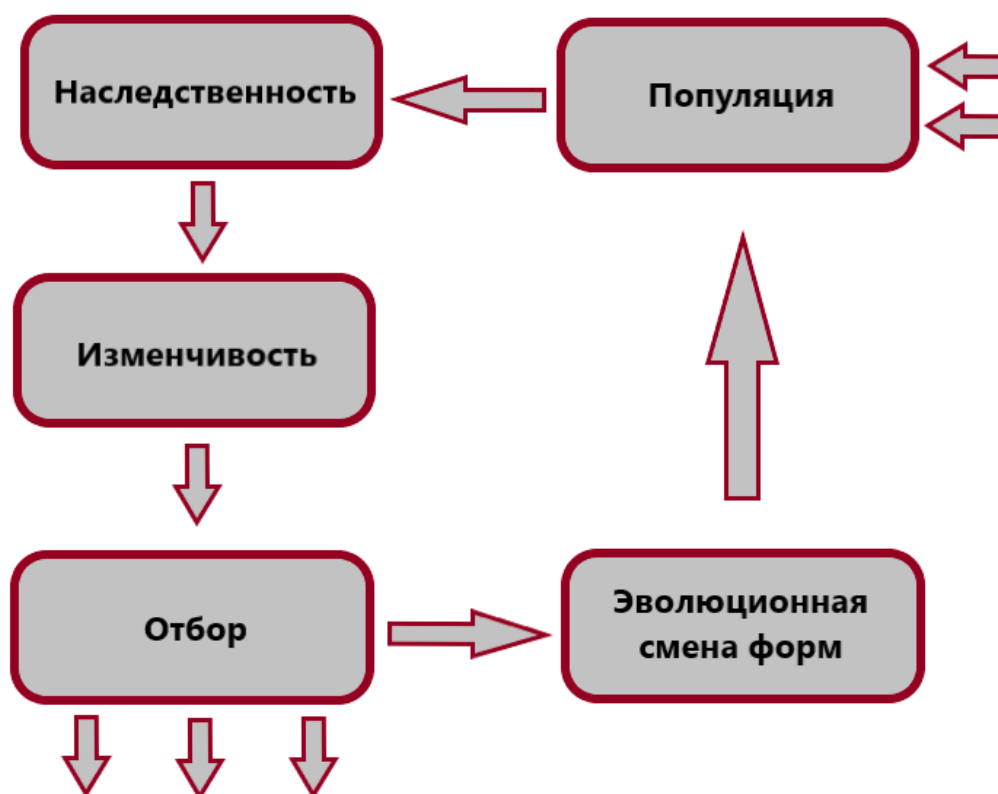 Наследственность
Популяция
Изменчивость
Отбор
Эволюционная
смена форм